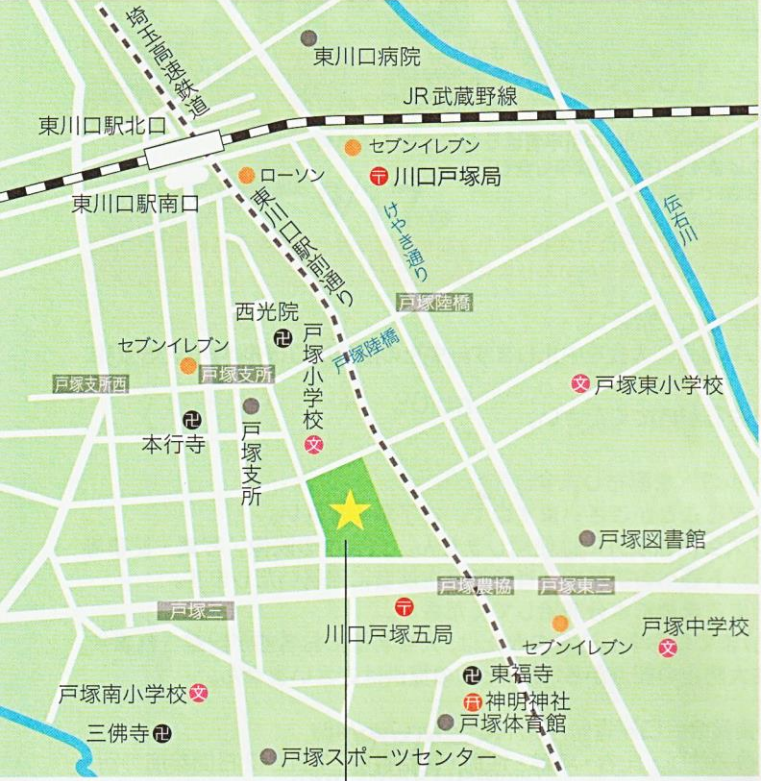 埼玉高速鉄道
東川口病院
JR武蔵野線
東川口駅北口
セブンイレブン
ローソン
〒
川口戸塚局
東川口駅南口
東川口駅前通り
けやき通り
伝右川
戸塚陸橋
西光院
卍
戸塚陸橋
セブンイレブン
戸塚小学校
文
戸塚支所
戸塚支所西
文
戸塚東小学校
卍
本行寺
戸塚支所
戸塚図書館
戸塚農協
戸塚東三
戸塚三
〒
川口戸塚五局
セブンイレブン
戸塚中学校
文
卍
東福寺
神明神社
戸塚南小学校
文
戸塚体育館
三佛寺
卍
戸塚スポーツセンター